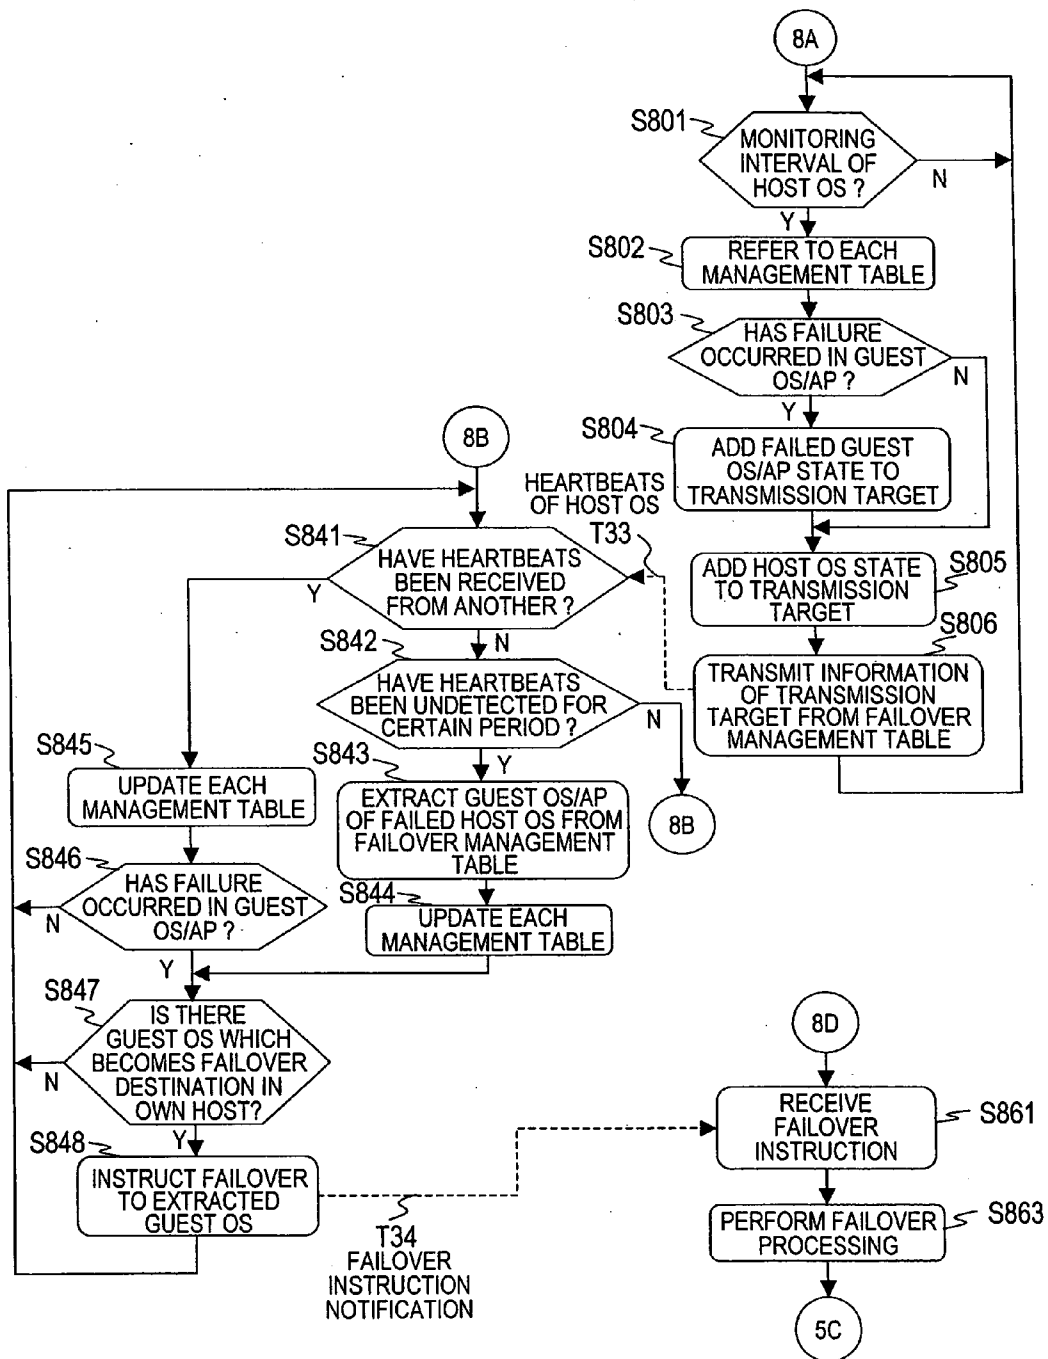 8A
S801
MONITORING
INTERVAL OF
HOST OS ?
N
Y
S802
REFER TO EACH
MANAGEMENT TABLE
S803
HAS FAILURE
OCCURRED IN GUEST
OS/AP ?
N
Y
S804
ADD FAILED GUEST
OS/AP STATE TO
TRANSMISSION TARGET
S805
ADD HOST OS STATE
TO TRANSMISSION
TARGET
S806
TRANSMIT INFORMATION
OF TRANSMISSION
TARGET FROM FAILOVER
MANAGEMENT TABLE
HEARTBEATS
OF HOST OS
T33
8B
S841
HAVE HEARTBEATS
BEEN RECEIVED
FROM ANOTHER ?
Y
N
S842
HAVE HEARTBEATS
BEEN UNDETECTED FOR
CERTAIN PERIOD ?
N
Y
8B
S843
EXTRACT GUEST OS/AP
OF FAILED HOST OS FROM
FAILOVER MANAGEMENT
TABLE
S844
UPDATE EACH
MANAGEMENT TABLE
S845
UPDATE EACH
MANAGEMENT TABLE
S846
HAS FAILURE
OCCURRED IN GUEST
OS/AP ?
N
Y
S847
IS THERE
GUEST OS WHICH
BECOMES FAILOVER
DESTINATION IN
OWN HOST?
N
Y
S848
INSTRUCT FAILOVER
TO EXTRACTED
GUEST OS
T34
FAILOVER
INSTRUCTION
NOTIFICATION
8D
RECEIVE
FAILOVER
INSTRUCTION
S861
PERFORM FAILOVER
PROCESSING
S863
5C